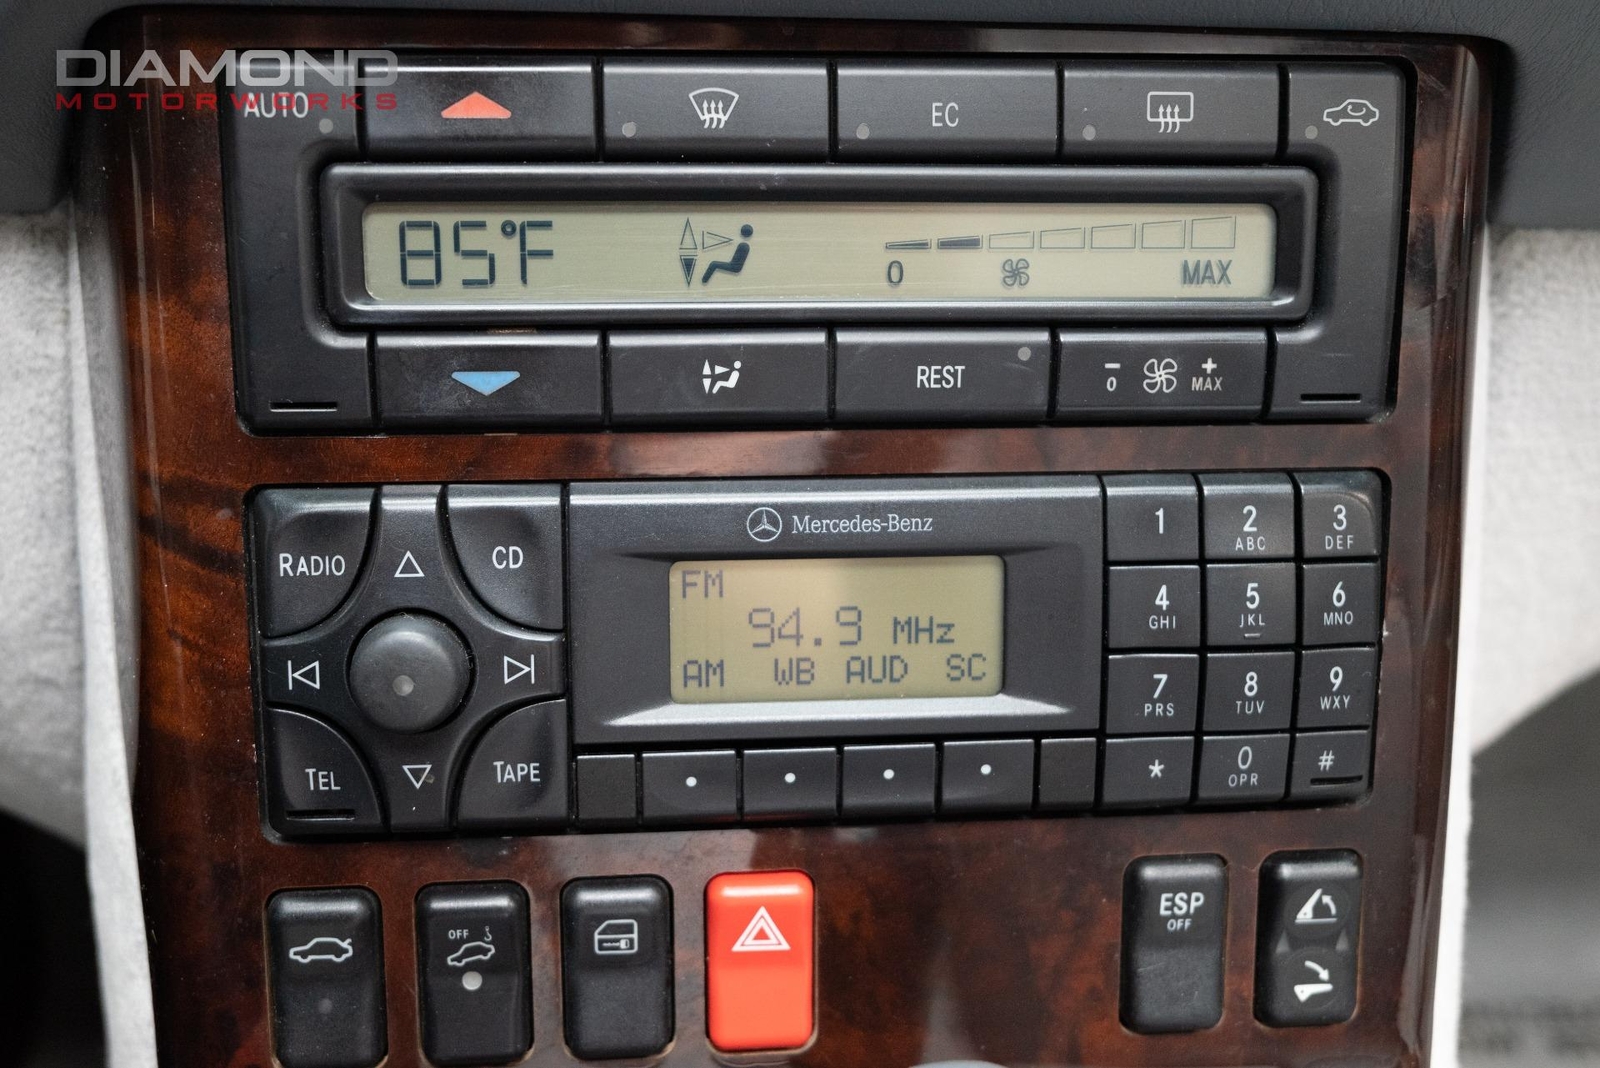 DIAMOND
MOTORWORKS
AUTO
EC
85°F
0
MAX
REST
0
MAX
RADIO
CD
TEL
TAPE
Mercedes-Benz
FM
94.9 MHz
AM WB AUD SC
1
2
ABC
3
DEF
4
GHI
5
JKL
6
MNO
7
PRS
8
TUV
9
WXY
*
0
OPR
#
OFF
ESP
OFF